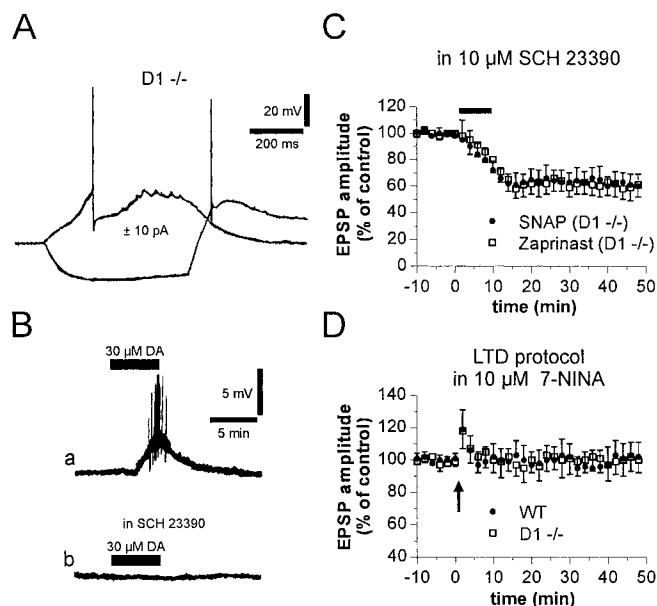 A
D1 -/-
20 mV
200 ms
± 10 pA
B
30 µM DA
5 mV
5 min
a
in SCH 23390
30 µM DA
b
C
in 10 µM SCH 23390
EPSP amplitude
(% of control)
120
100
80
60
40
20
0
SNAP (D1 -/-)
Zaprinast (D1 -/-)
-10 0 10 20 30 40 50
time (min)
D
LTD protocol
in 10 µM 7-NINA
EPSP amplitude
(% of control)
140
120
100
80
60
40
WT
D1 -/-
-10 0 10 20 30 40 50
time (min)